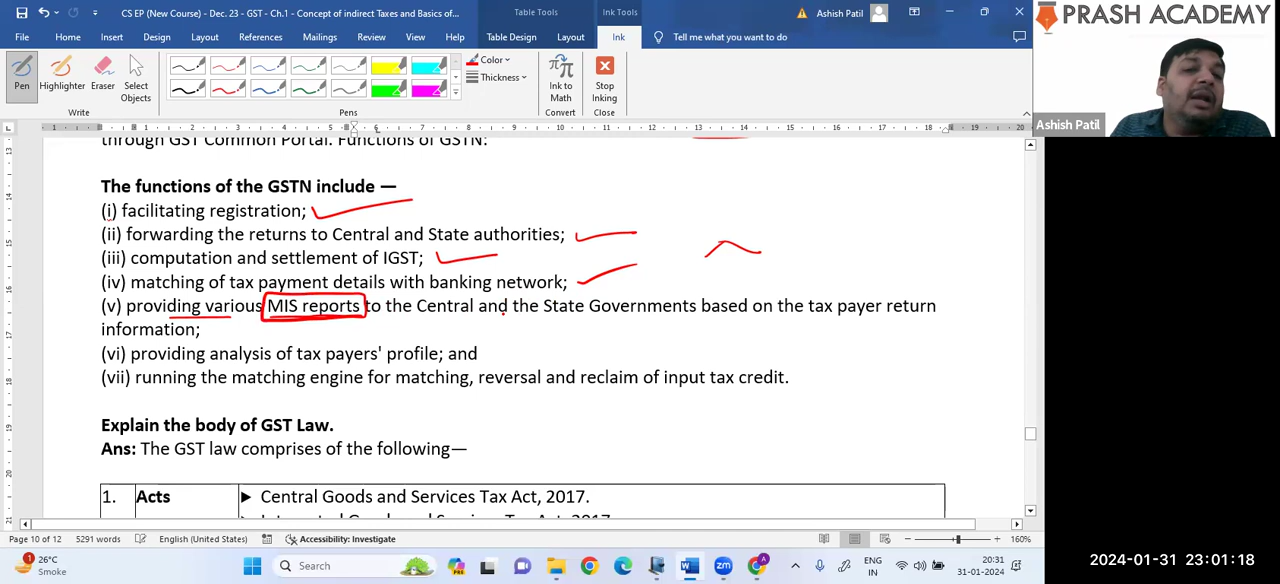 CS EP (New Course) - Dec. 23 - GST - Ch.1 - Concept of indirect Taxes and Basics of...
Table Tools
Ink Tools
Ashish Patil
PRASH ACADEMY
File Home Insert Design Layout References Mailings Review View Help Table Design Layout Ink Tell me what you want to do
Pen Highlighter Eraser Select Objects
Color
Thickness
Ink to Math
Stop Inking
Write Pens Convert Close
Ashish Patil
through GST Common Portal. Functions of GSTN:
The functions of the GSTN include —
(i) facilitating registration;
(ii) forwarding the returns to Central and State authorities;
(iii) computation and settlement of IGST;
(iv) matching of tax payment details with banking network;
(v) providing various MIS reports to the Central and the State Governments based on the tax payer return
information;
(vi) providing analysis of tax payers' profile; and
(vii) running the matching engine for matching, reversal and reclaim of input tax credit.
Explain the body of GST Law.
Ans: The GST law comprises of the following—
1. Acts ► Central Goods and Services Tax Act, 2017.
Page 10 of 12 5291 words English (United States) Accessibility: Investigate 160%
26°C
Smoke
Search
ENG
IN
20:31
31-01-2024
2024-01-31 23:01:18